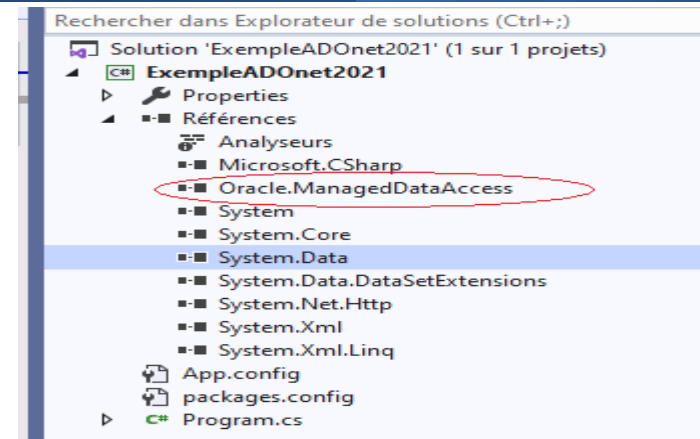 Rechercher dans Explorateur de solutions (Ctrl+;)
Solution 'ExempleADOnet2021' (1 sur 1 projets)
C# ExempleADOnet2021
Properties
Références
Analyseurs
Microsoft.CSharp
Oracle.ManagedDataAccess
System
System.Core
System.Data
System.Data.DataSetExtensions
System.Net.Http
System.Xml
System.Xml.Linq
App.config
packages.config
C# Program.cs